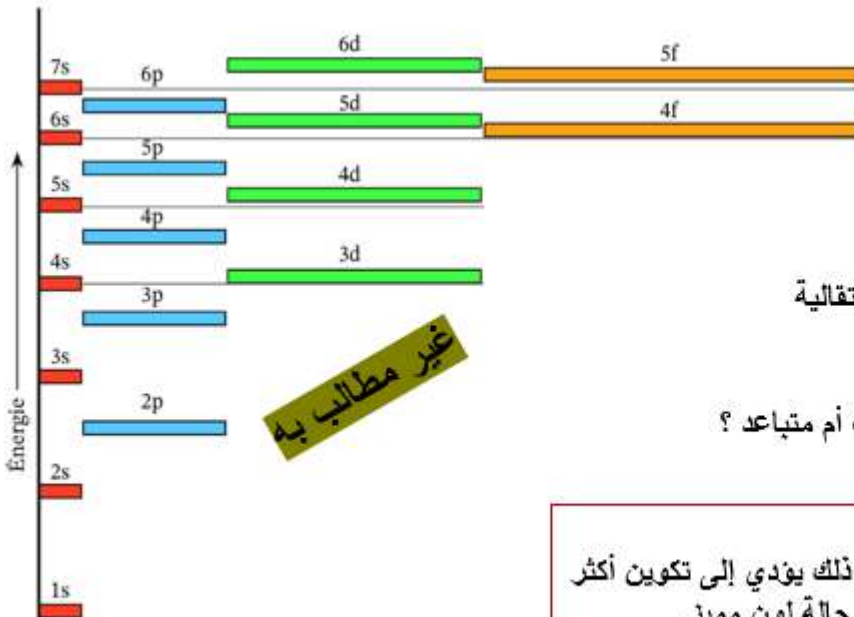 6d
5f
7s
6p
5d
4f
6s
5p
4d
5s
4p
3d
4s
3p
3s
2p
2s
1s
Énergie
غير مطالب به
أم متباعد ؟
ذلك يؤدي إلى تكوين أكثر